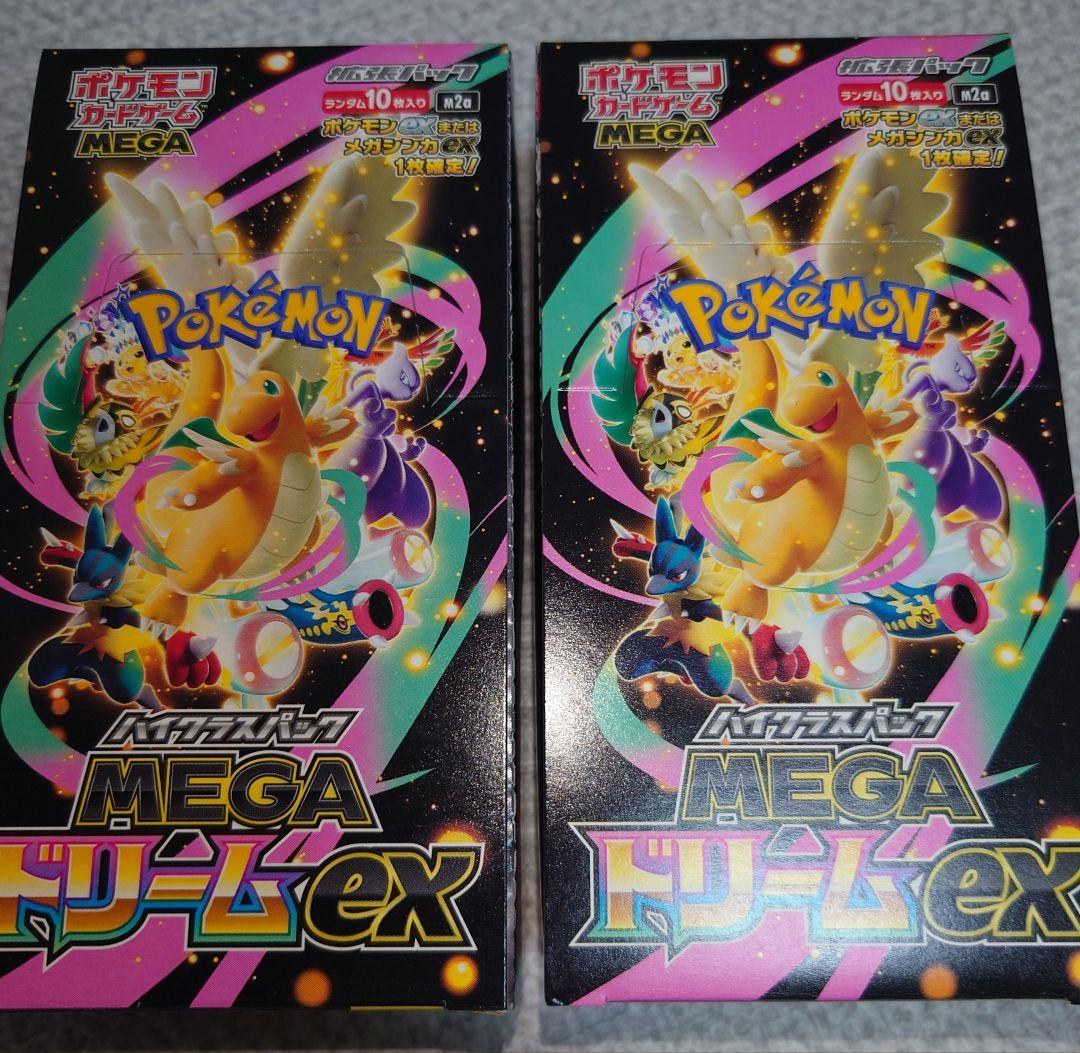 ポケモン
カードゲーム™
MEGA
拡張パック
ランダム10枚入り M2a
ポケモンexまたは
メガシンカex
1枚確定!
POKéMON™
ハイクラスパック
MEGA
ドリームex
ポケモン
カードゲーム™
MEGA
拡張パック
ランダム10枚入り M2a
ポケモンexまたは
メガシンカex
1枚確定!
POKéMON™
ハイクラスパック
MEGA
ドリームex